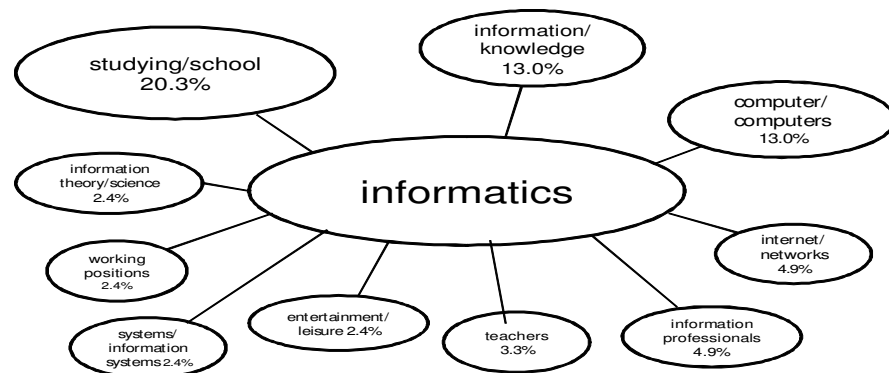 studying/school
20.3%
information/
knowledge
13.0%
computer/
computers
13.0%
information
theory/science
2.4%
informatics
working
positions
2.4%
internet/
networks
4.9%
systems/
information
systems 2.4%
entertainment/
leisure 2.4%
teachers
3.3%
information
professionals
4.9%